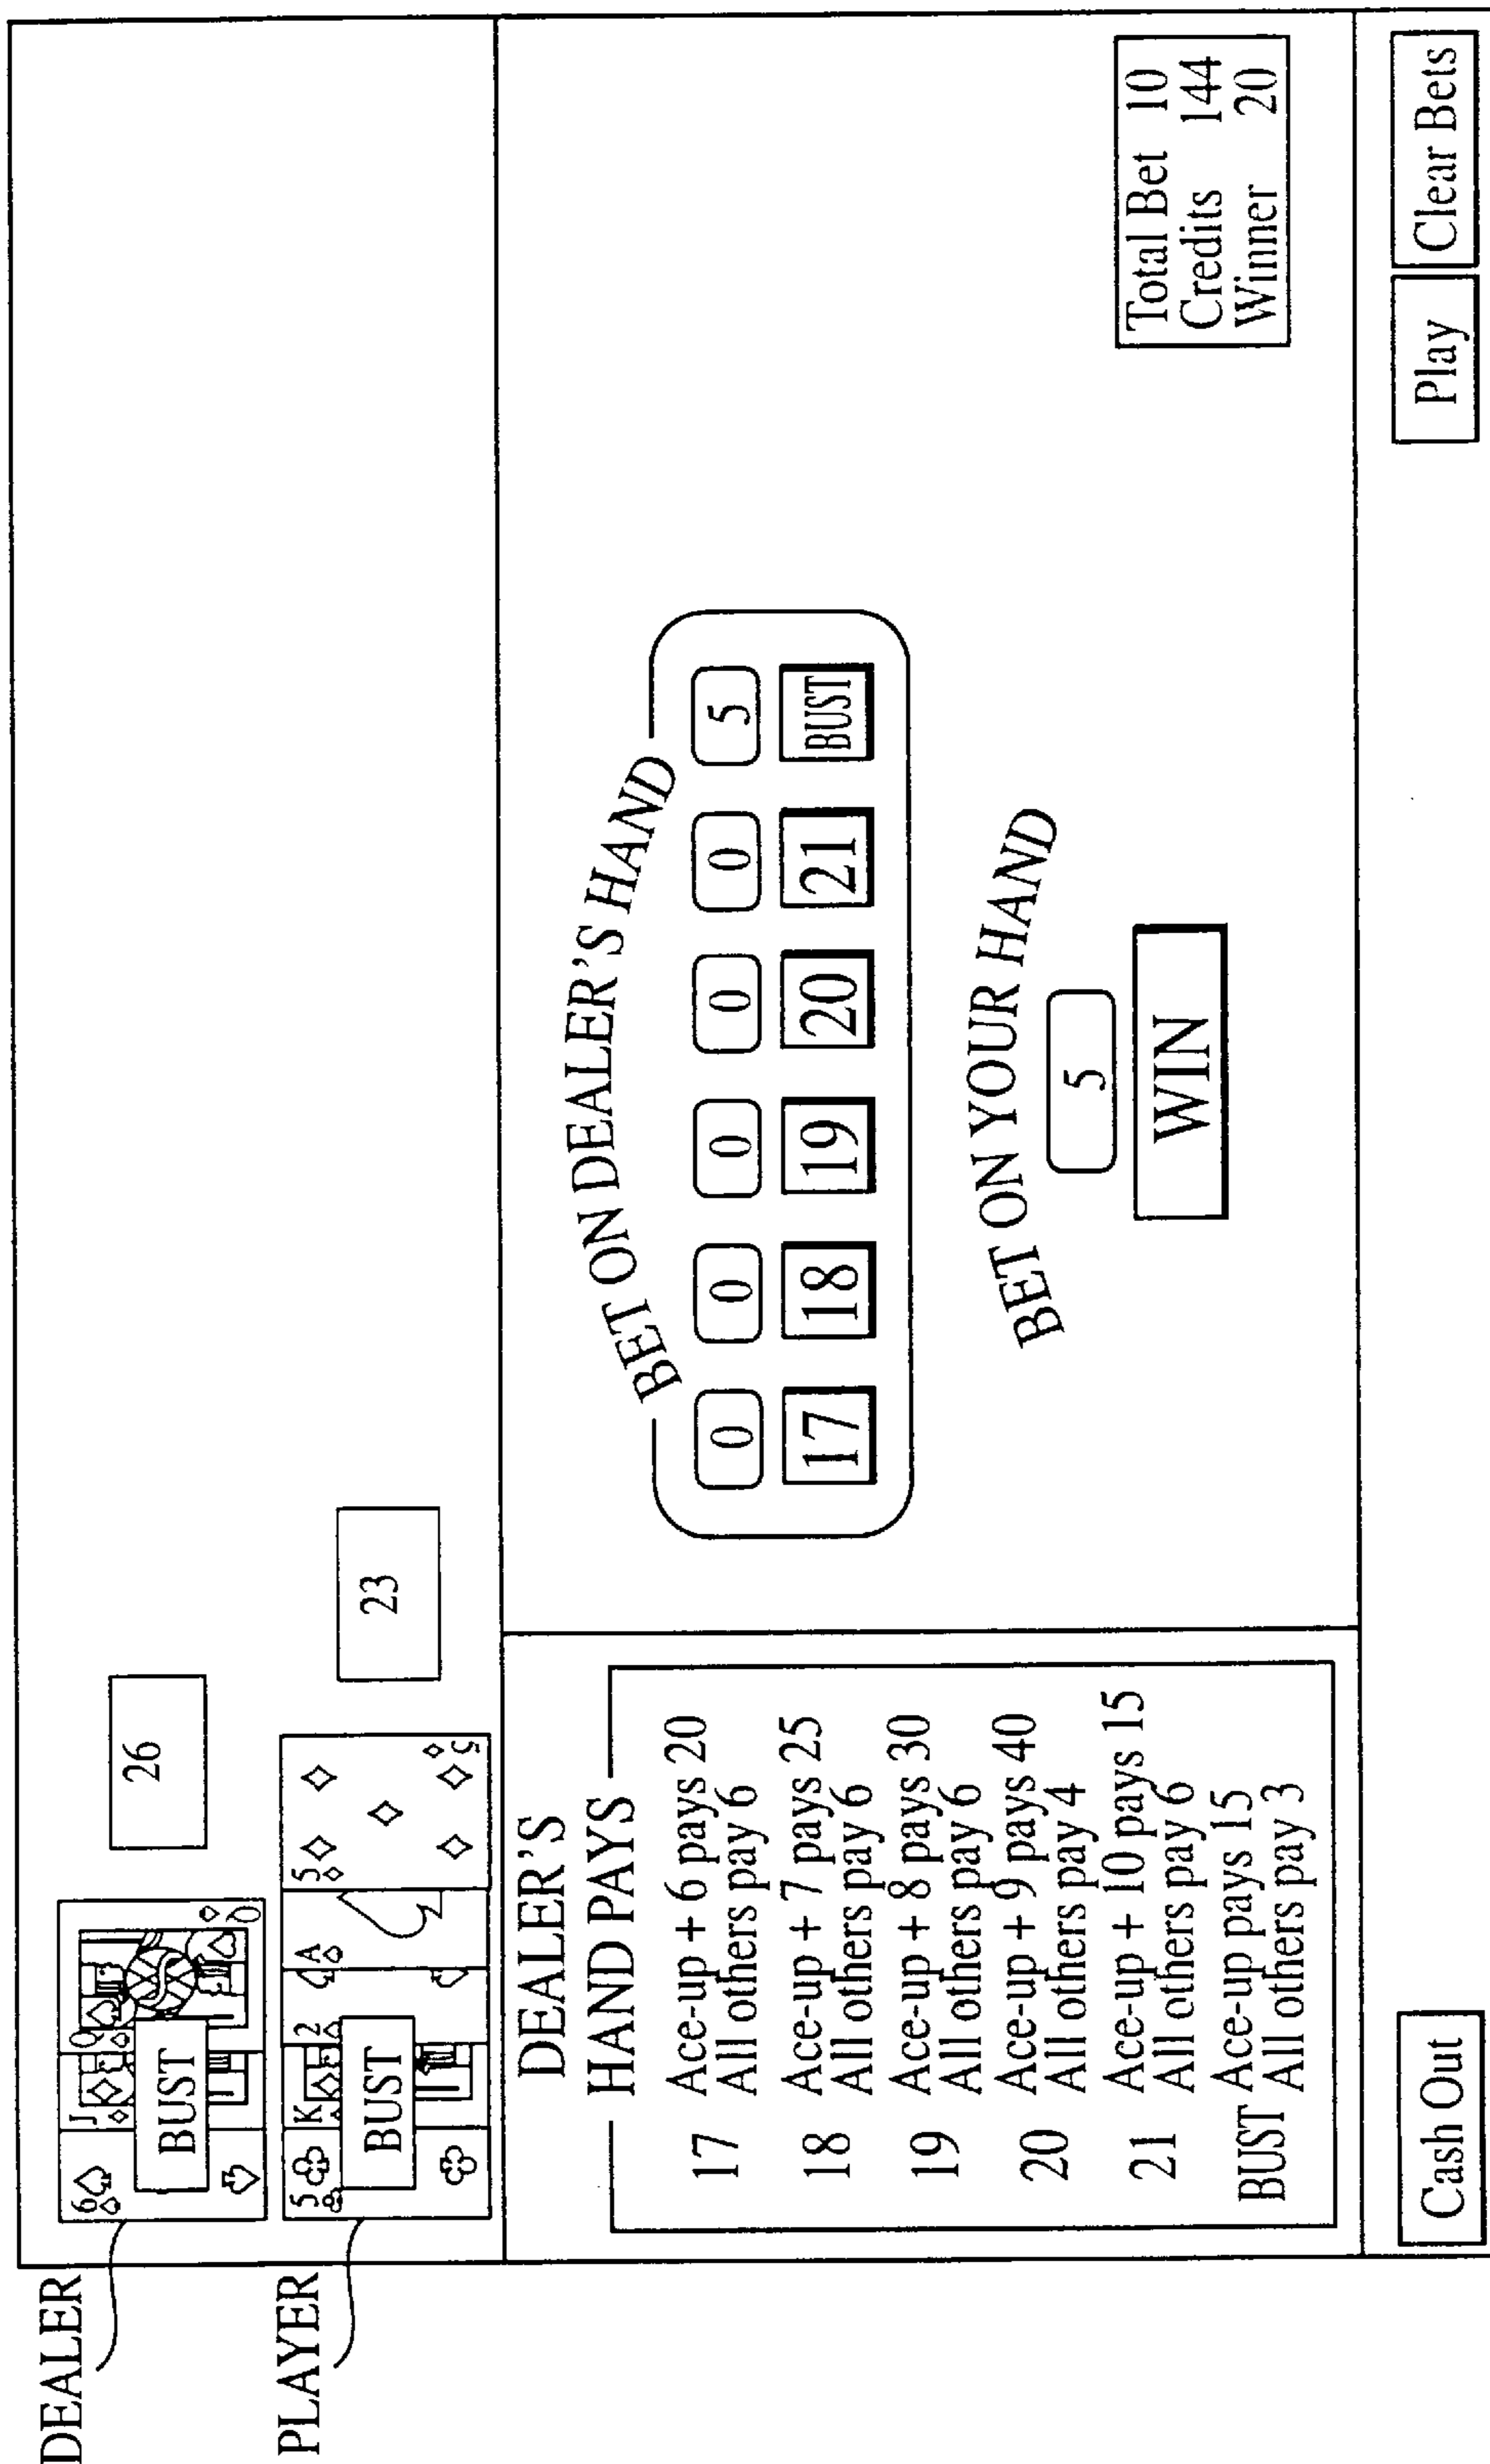 DEALER
6 J Q Q
BUST
26
PLAYER
5 K 2 A 5 5
BUST
23
DEALER'S
HAND PAYS
17 Ace-up + 6 pays 20
All others pay 6
18 Ace-up + 7 pays 25
All others pay 6
19 Ace-up + 8 pays 30
All others pay 6
20 Ace-up + 9 pays 40
All others pay 4
21 Ace-up + 10 pays 15
All others pay 6
BUST Ace-up pays 15
All others pay 3
BET ON DEALER'S HAND
0 0 0 0 0 5
17 18 19 20 21 BUST
BET ON YOUR HAND
5
WIN
Total Bet 10
Credits 144
Winner 20
Cash Out Play Clear Bets